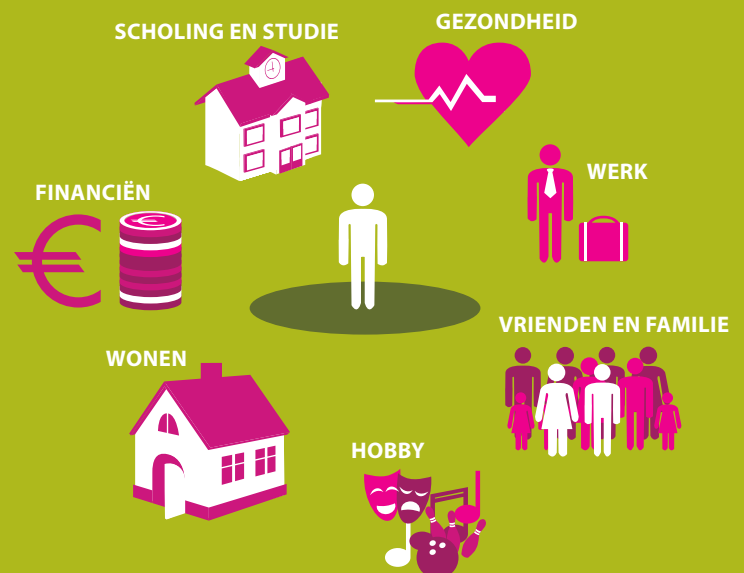 GEZONDHEID
SCHOLING EN STUDIE
WERK
FINANCIËN
VRIENDEN EN FAMILIE
WONEN
HOBBY